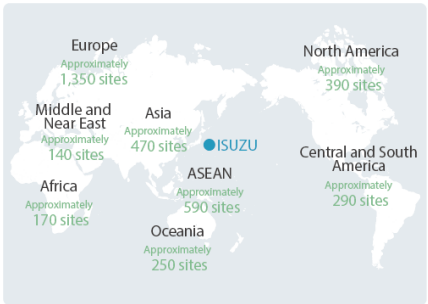 Europe
Approximately
1,350 sites
North America
Approximately
390 sites
Middle and
Near East
Approximately
140 sites
Asia
Approximately
470 sites
ISUZU
Central and South
America
Approximately
290 sites
ASEAN
Approximately
590 sites
Africa
Approximately
170 sites
Oceania
Approximately
250 sites